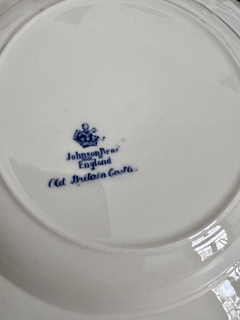 Johnson Bros
England
Old Britain Castles